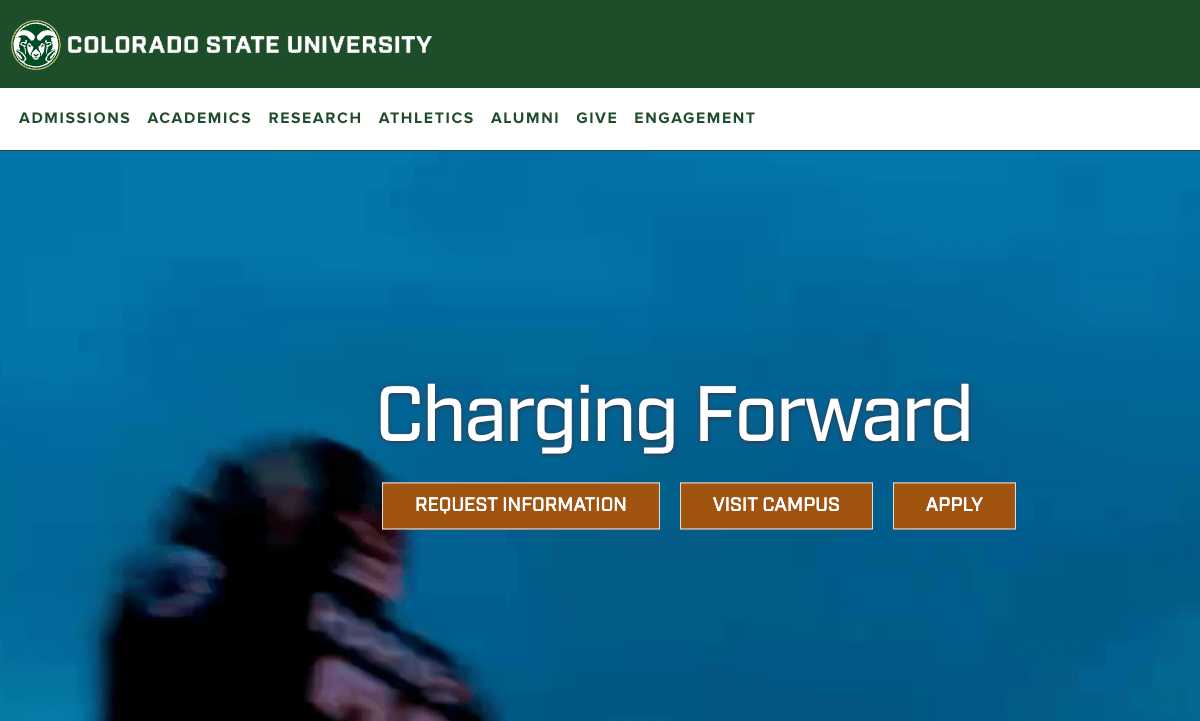 COLORADO STATE UNIVERSITY
ADMISSIONS ACADEMICS RESEARCH ATHLETICS ALUMNI GIVE ENGAGEMENT
Charging Forward
REQUEST INFORMATION VISIT CAMPUS APPLY